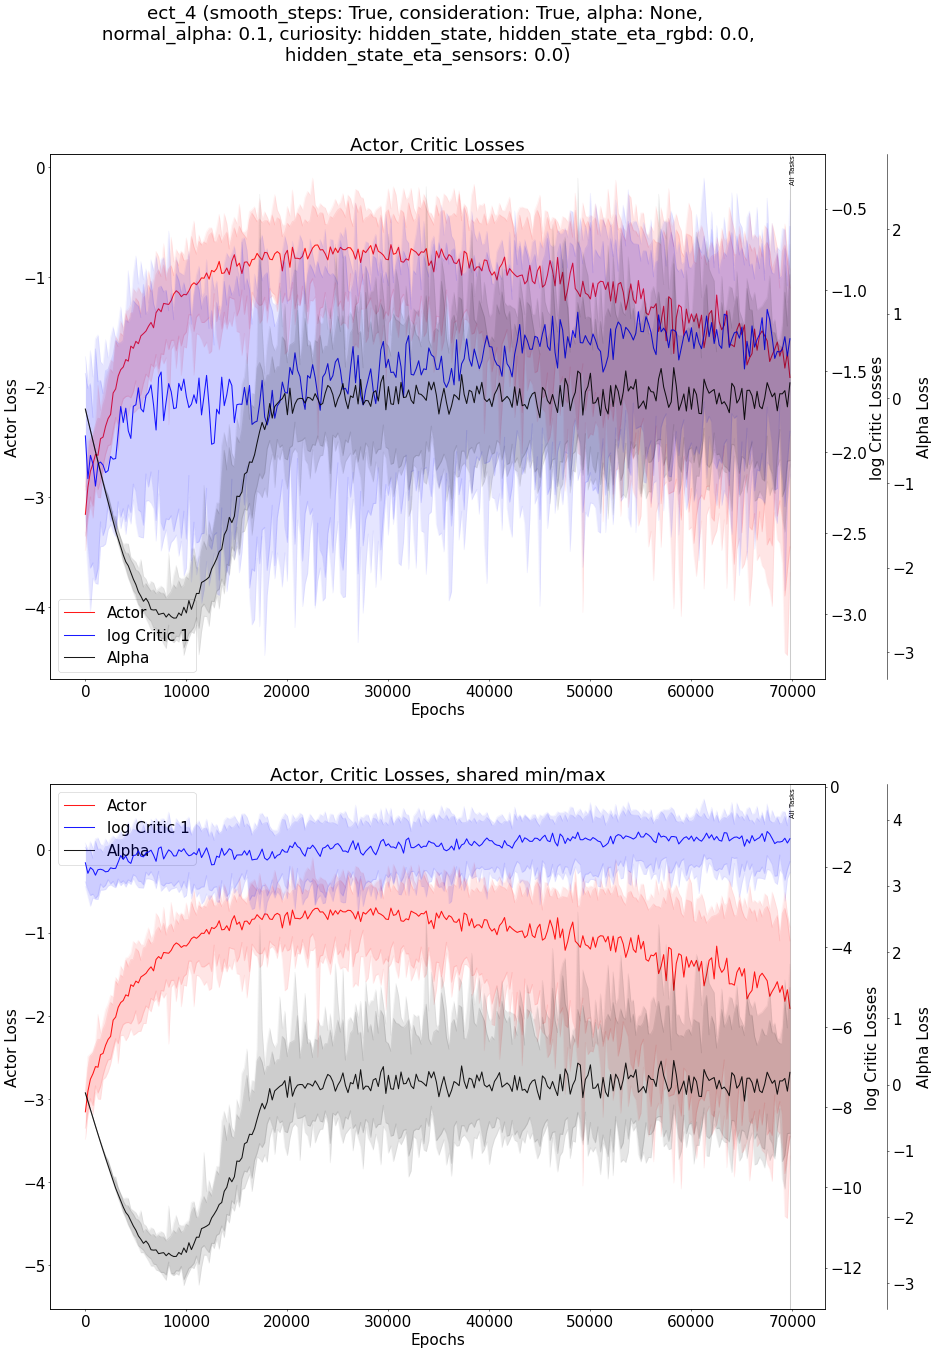 ect_4 (smooth_steps: True, consideration: True, alpha: None,
normal_alpha: 0.1, curiosity: hidden_state, hidden_state_eta_rgbd: 0.0,
hidden_state_eta_sensors: 0.0)
Actor, Critic Losses
All Tasks
0
−1
−2
−3
−4
Actor Loss
−0.5
−1.0
−1.5
−2.0
−2.5
−3.0
log Critic Losses
2
1
0
−1
−2
−3
Alpha Loss
Actor
log Critic 1
Alpha
0
10000
20000
30000
40000
50000
60000
70000
Epochs
Actor, Critic Losses, shared min/max
All Tasks
Actor
log Critic 1
Alpha
0
−1
−2
−3
−4
−5
Actor Loss
0
−2
−4
−6
−8
−10
−12
log Critic Losses
4
3
2
1
0
−1
−2
−3
Alpha Loss
0
10000
20000
30000
40000
50000
60000
70000
Epochs